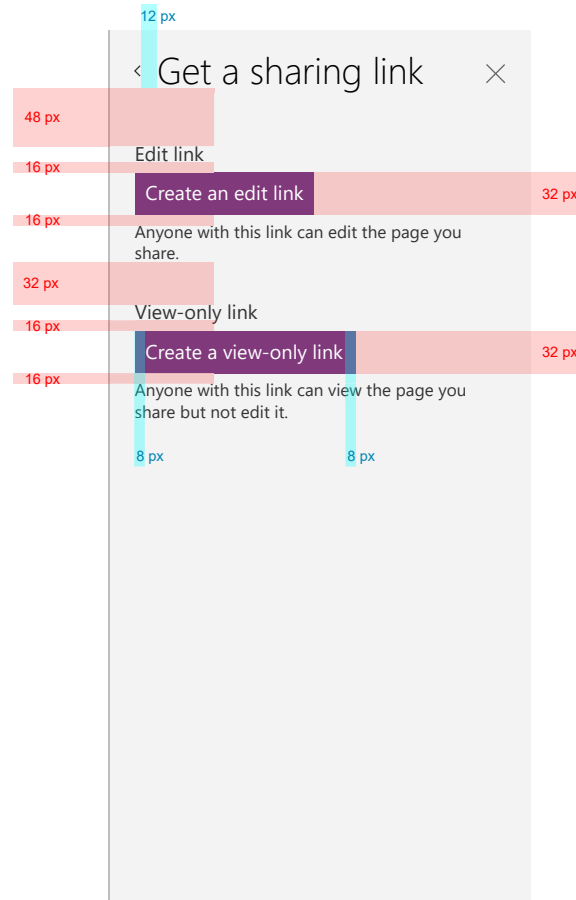 12 px
Get a sharing link
48 px
Edit link
16 px
Create an edit link
32 px
16 px
Anyone with this link can edit the page you
share.
32 px
View-only link
16 px
Create a view-only link
32 px
16 px
Anyone with this link can view the page you
share but not edit it.
8 px
8 px